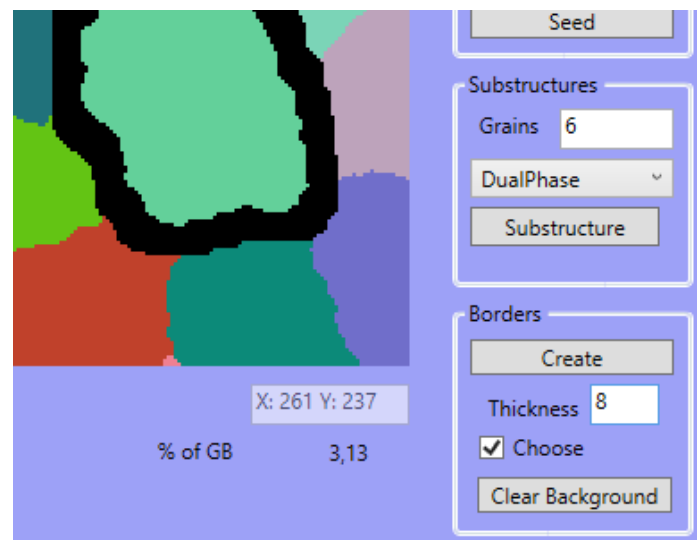 Seed
Substructures
Grains 6
DualPhase
Substructure
Borders
Create
X: 261 Y: 237
Thickness 8
% of GB 3,13
Choose
Clear Background